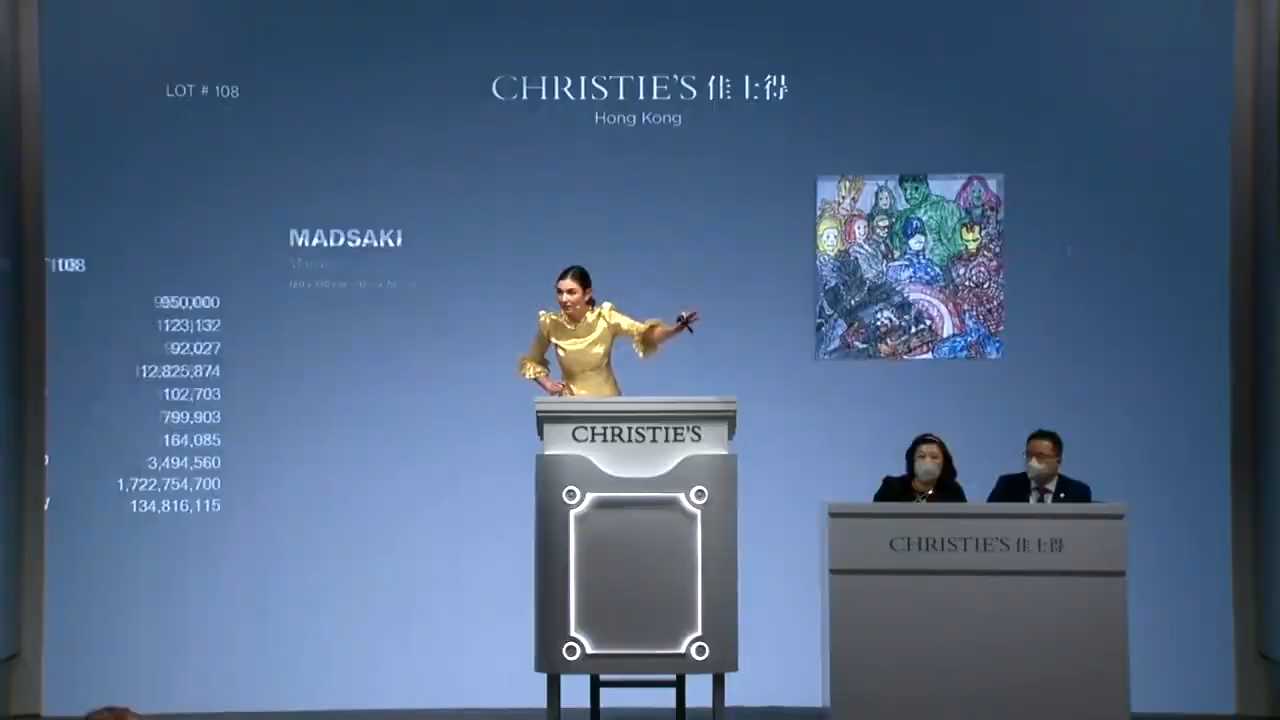 LOT # 108
CHRISTIE'S 佳士得
Hong Kong
MADSAKI
108
950,000
123,132
92,027
12,825,874
102,703
799,903
164,085
3,494,560
1,722,754,700
134,816,115
CHRISTIE'S
CHRISTIE'S 佳士得